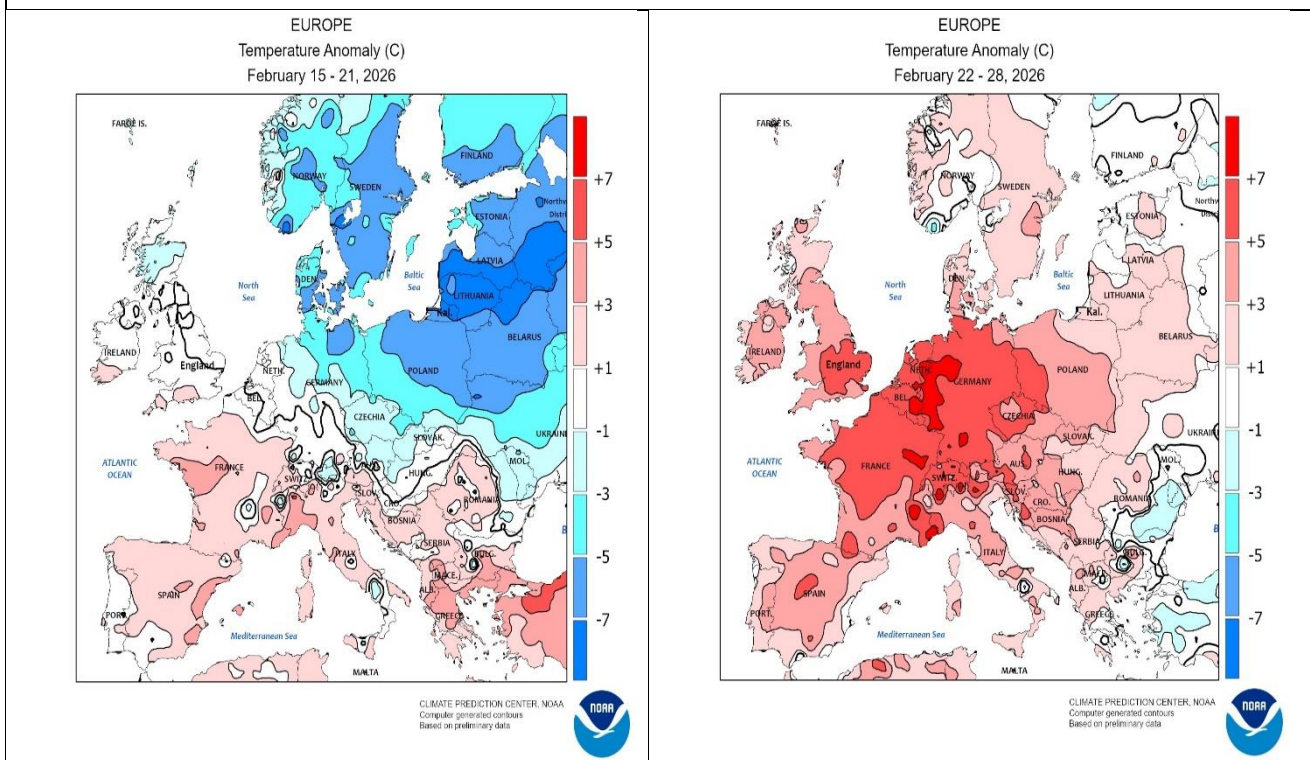 EUROPE
Temperature Anomaly (C)
February 15 - 21, 2026
FAROE IS.
FINLAND
NORWAY
SWEDEN
ESTONIA
Northw
Distri
LATVIA
DEN.
North
Sea
Baltic
Sea
LITHUANIA
Kal.
BELARUS
IRELAND
England
NETH.
GERMANY
POLAND
BEL.
CZECHIA
UKRAINE
SLOVAK.
ATLANTIC
OCEAN
FRANCE
MOL.
HUNG.
SWITZ.
SLOV.
CRO.
ROMANIA
BOSNIA
B
SERBIA
ITALY
BULG.
MACE.
ALB.
SPAIN
PORT.
GREECE
Mediterranean Sea
MALTA
+7
+5
+3
+1
-1
-3
-5
-7
CLIMATE PREDICTION CENTER, NOAA
Computer generated contours
Based on preliminary data
NOAA
EUROPE
Temperature Anomaly (C)
February 22 - 28, 2026
FAROE IS.
FINLAND
NORWAY
SWEDEN
ESTONIA
Northw
Distri
LATVIA
DEN.
North
Sea
Baltic
Sea
LITHUANIA
Kal.
BELARUS
IRELAND
England
NETH.
GERMANY
POLAND
BEL.
CZECHIA
UKRAINE
SLOVAK.
ATLANTIC
OCEAN
FRANCE
AUS.
MOL.
HUNG.
SWITZ.
SLOV.
CRO.
ROMANIA
BOSNIA
B
SERBIA
ITALY
BULG.
MACE.
ALB.
SPAIN
PORT.
GREECE
Mediterranean Sea
MALTA
+7
+5
+3
+1
-1
-3
-5
-7
CLIMATE PREDICTION CENTER, NOAA
Computer generated contours
Based on preliminary data
NOAA